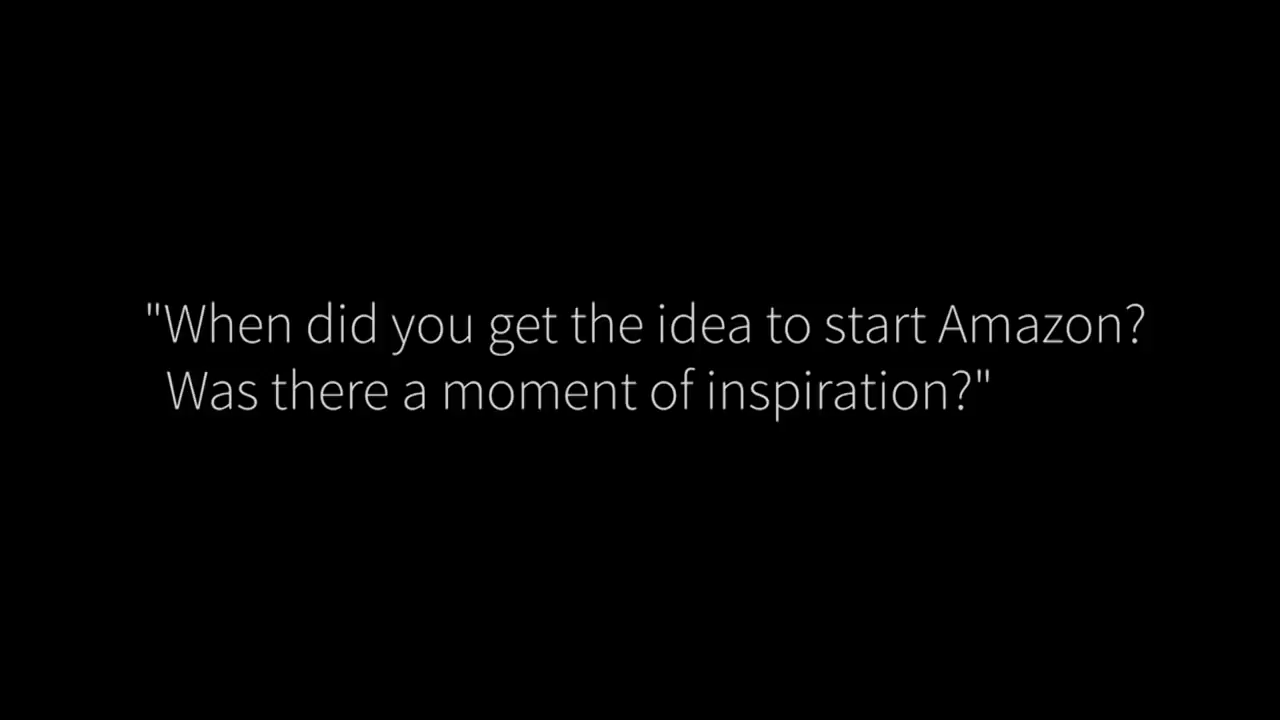 "When did you get the idea to start Amazon?
Was there a moment of inspiration?"